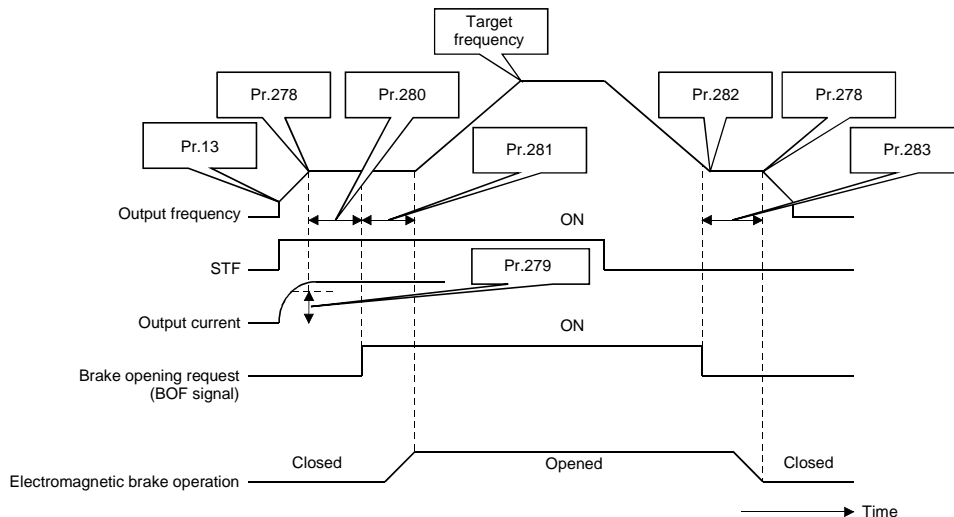 Target
frequency
Pr.278
Pr.280
Pr.282
Pr.278
Pr.13
Pr.281
Pr.283
Output frequency
ON
STF
Pr.279
Output current
ON
Brake opening request
(BOF signal)
Closed
Opened
Closed
Electromagnetic brake operation
Time